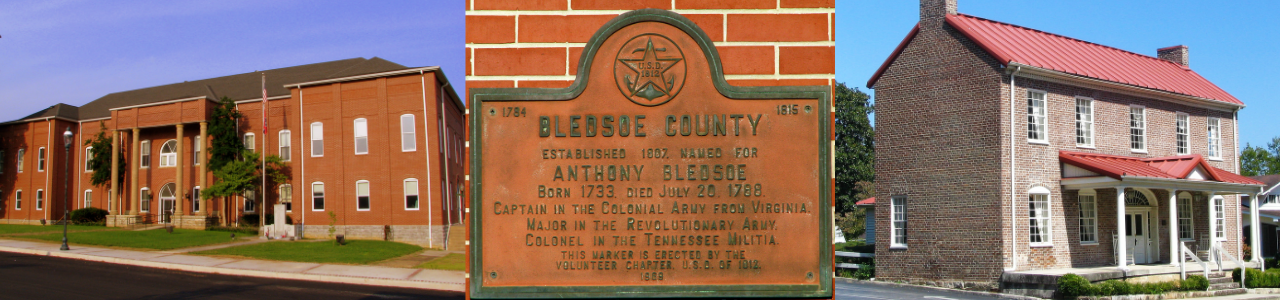 U.S.D.
1812
1784
1815
BLEDSOE COUNTY
ESTABLISHED 1807, NAMED FOR
ANTHONY BLEDSOE
BORN 1733, DIED JULY 20, 1788.
CAPTAIN IN THE COLONIAL ARMY FROM VIRGINIA.
MAJOR IN THE REVOLUTIONARY ARMY.
COLONEL IN THE TENNESSEE MILITIA.
THIS MARKER IS ERECTED BY THE
VOLUNTEER CHAPTER, U.S.D. OF 1812.